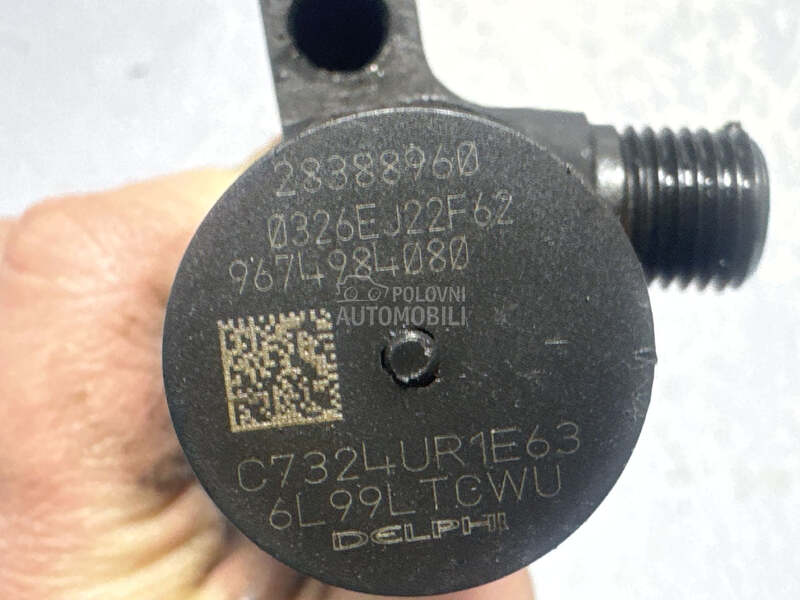 28388960
0326EJ22F62
9674984080
POLOVNI
AUTOMOBILI
C7324UR1E63
6L99LTCWU
DELPHI